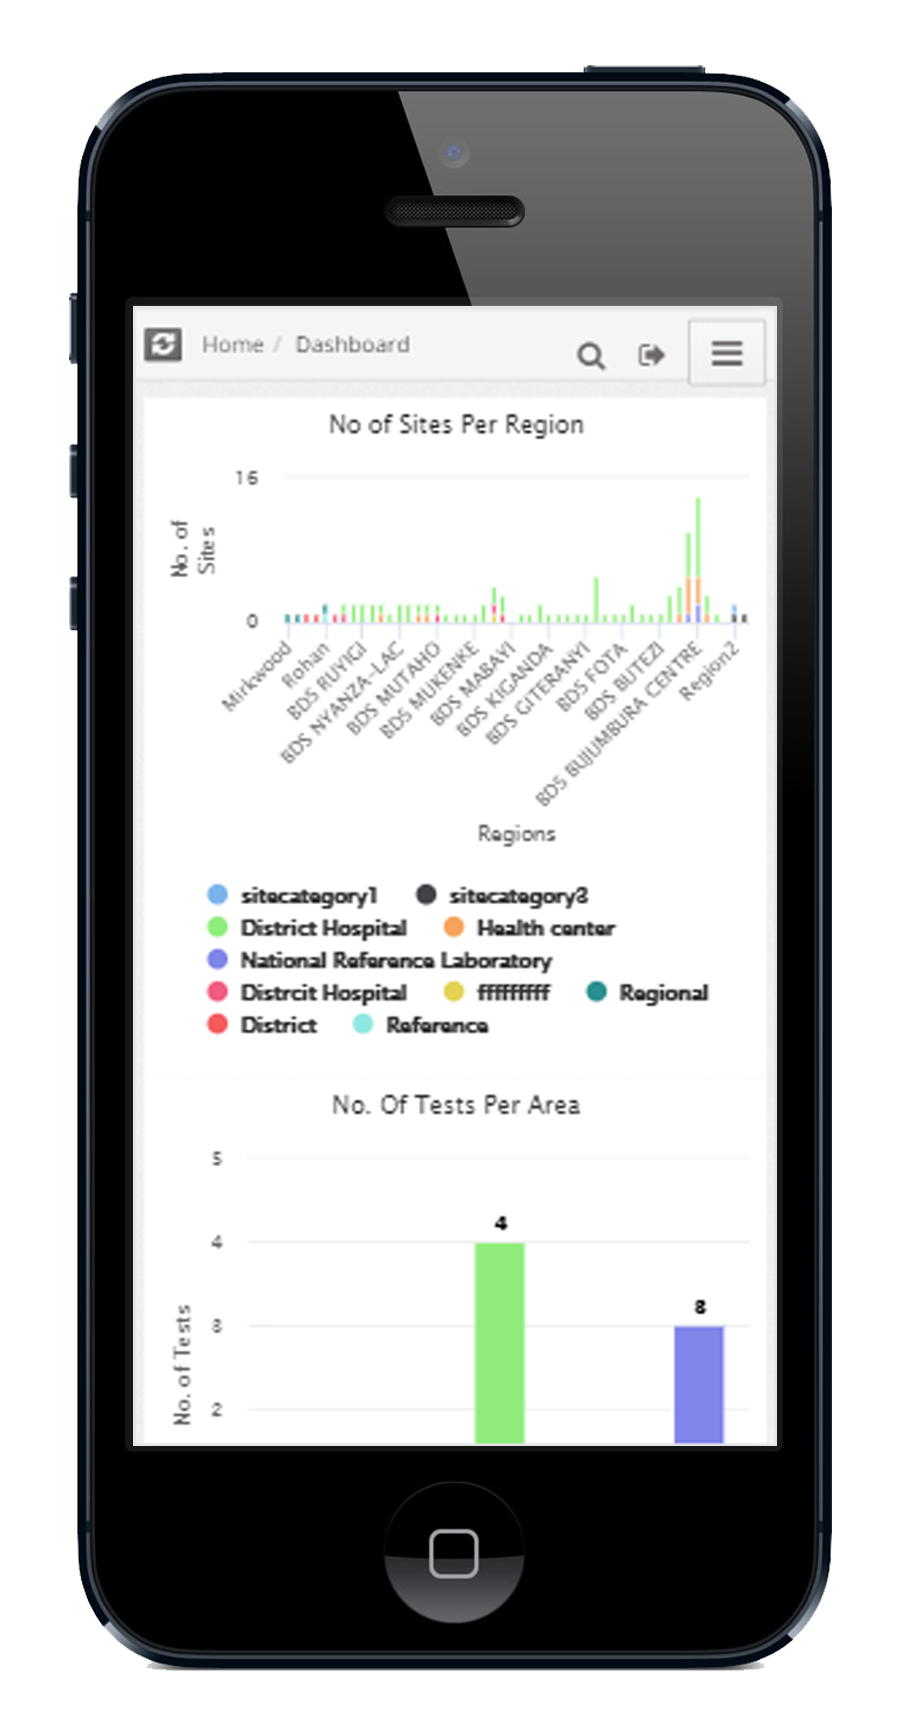 Home / Dashboard
No of Sites Per Region
16
No. of
Sites
0
Mirkwood
Rohan
BDS RUYIGI
BDS NYANZA-LAC
BDS MUTAHO
BDS MUKENKE
BDS MABAYI
BDS KIGANDA
BDS GITERANYI
BDS FOTA
BDS BUTEZI
BDS BUJUMBURA CENTRE
Region2
Regions
sitecategory1 sitecategory3
District Hospital Health center
National Reference Laboratory
Distrcit Hospital fffffffff Regional
District Reference
No. Of Tests Per Area
5
4
4
3
3
No. of Tests
2